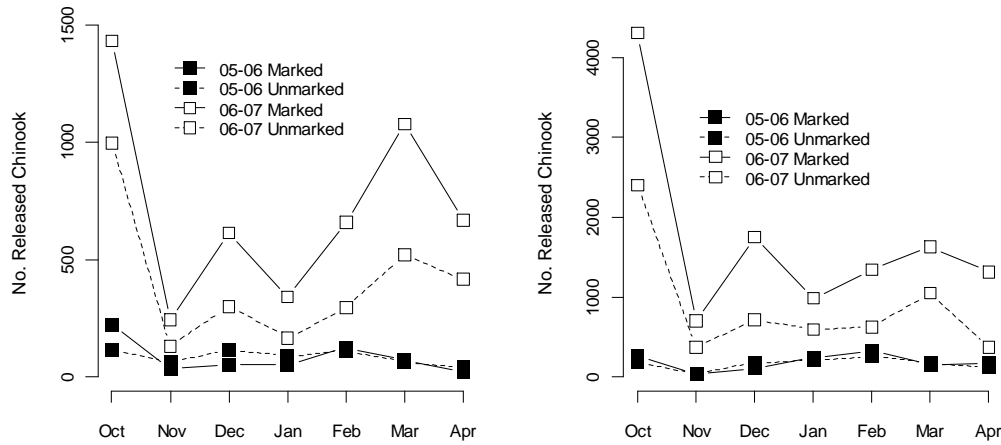 No. Released Chinook
1500
1000
500
0
05-06 Marked
05-06 Unmarked
06-07 Marked
06-07 Unmarked
Oct Nov Dec Jan Feb Mar Apr
No. Released Chinook
4000
3000
2000
1000
0
05-06 Marked
05-06 Unmarked
06-07 Marked
06-07 Unmarked
Oct Nov Dec Jan Feb Mar Apr